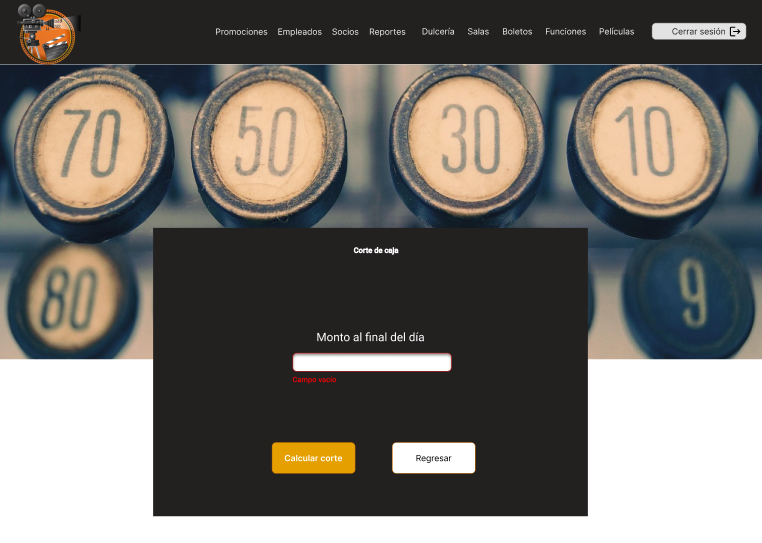 Promociones Empleados Socios Reportes Dulcería Salas Boletos Funciones Películas Cerrar sesión
70 50 30 10
80 9
Corte de caja
Monto al final del día
Campo vacío
Calcular corte Regresar